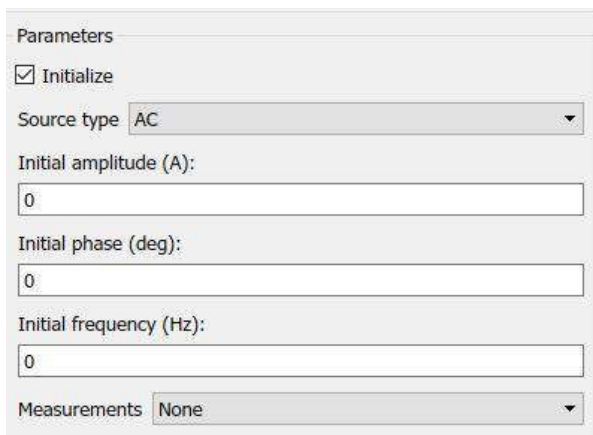 Parameters
Initialize
Source type AC
Initial amplitude (A):
0
Initial phase (deg):
0
Initial frequency (Hz):
0
Measurements None